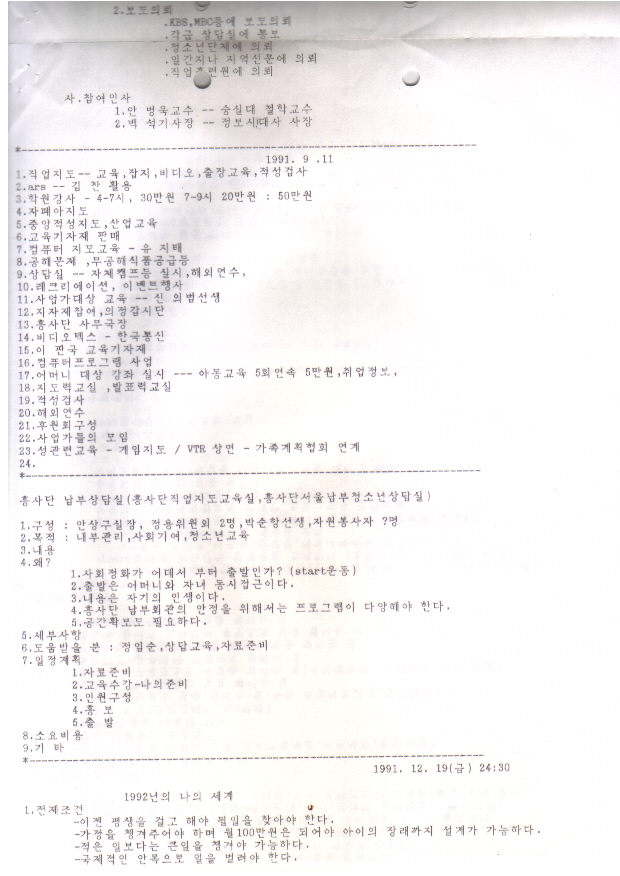 2.보도의뢰
.KBS,MBC등에 보도의뢰
.각급 상담실에 통보
.청소년단체에 의뢰
.일간지나 지역신문에 의뢰
.직업훈련원에 의뢰
사.참여인사
1.안 병욱교수 -- 숭실대 철학교수
2.백 석기사장 -- 정보시대사 사장
*------------------------------------------------------------
1991. 9 .11
1.직업지도-- 교육,잡지,비디오,출장교육,적성검사
2.ars -- 김 찬 활용
3.학원강사 - 4-7시, 30만원 7-9시 20만원 : 50만원
4.자폐아지도
5.중앙적성지도,산업교육
6.교육기자재 판매
7.컴퓨터 지도교육 - 유 지태
8.공해문제 ,무공해식품공급등
9.상담실 -- 자체캠프등 실시,해외연수,
10.레크리에이션, 이벤트행사
11.사업가대상 교육 -- 신 의범선생
12.지자재참여,의정감시단
13.흥사단 사무국장
14.비디오텍스 - 한국통신
15.이 판국 교육기자재
16.컴퓨터프로그램 사업
17.어머니 대상 강좌 실시 --- 아동교육 5회연속 5만원,취업정보,
18.지도력교실 ,발표력교실
19.적성검사
20.해외연수
21.후원회구성
22.사업가들의 모임
23.성관련교육 - 게임지도 / VTR 상연 - 가족계획협회 연계
24.
*------------------------------------------------------------
흥사단 남부상담실(흥사단직업지도교육실,흥사단서울남부청소년상담실)
1.구성 : 안상구실장, 정용위원회 2명,박순항선생,자원봉사자 ?명
2.목적 : 내부관리,사회기여,청소년교육
3.내용
4.왜?
1.사회정화가 어대서 부터 출발인가? (start운동)
2.출발은 어머니와 자녀 동시접근이다.
3.내용은 자기의 인생이다.
4.흥사단 남부회관의 안정을 위해서는 프로그램이 다양해야 한다.
5.공간확보도 필요하다.
5.세부사항
6.도움받을 분 : 정입순,상담교육,자료준비
7.일정계획
1.자료준비
2.교육수강-나의준비
3.인원구성
4.홍 보
5.출 발
8.소요비용
9.기 타
*------------------------------------------------------------
1991. 12. 19(금) 24:30
1992년의 나의 세계
1.전제조건
-이젠 평생을 걸고 해야 될일을 찾아야 한다.
-가정을 챙겨주어야 하며 월100만원은 되어야 아이의 장래까지 설계가 가능하다.
-적은 일보다는 큰일을 챙겨야 가능하다.
-국제적인 안목으로 일을 벌려야 한다.